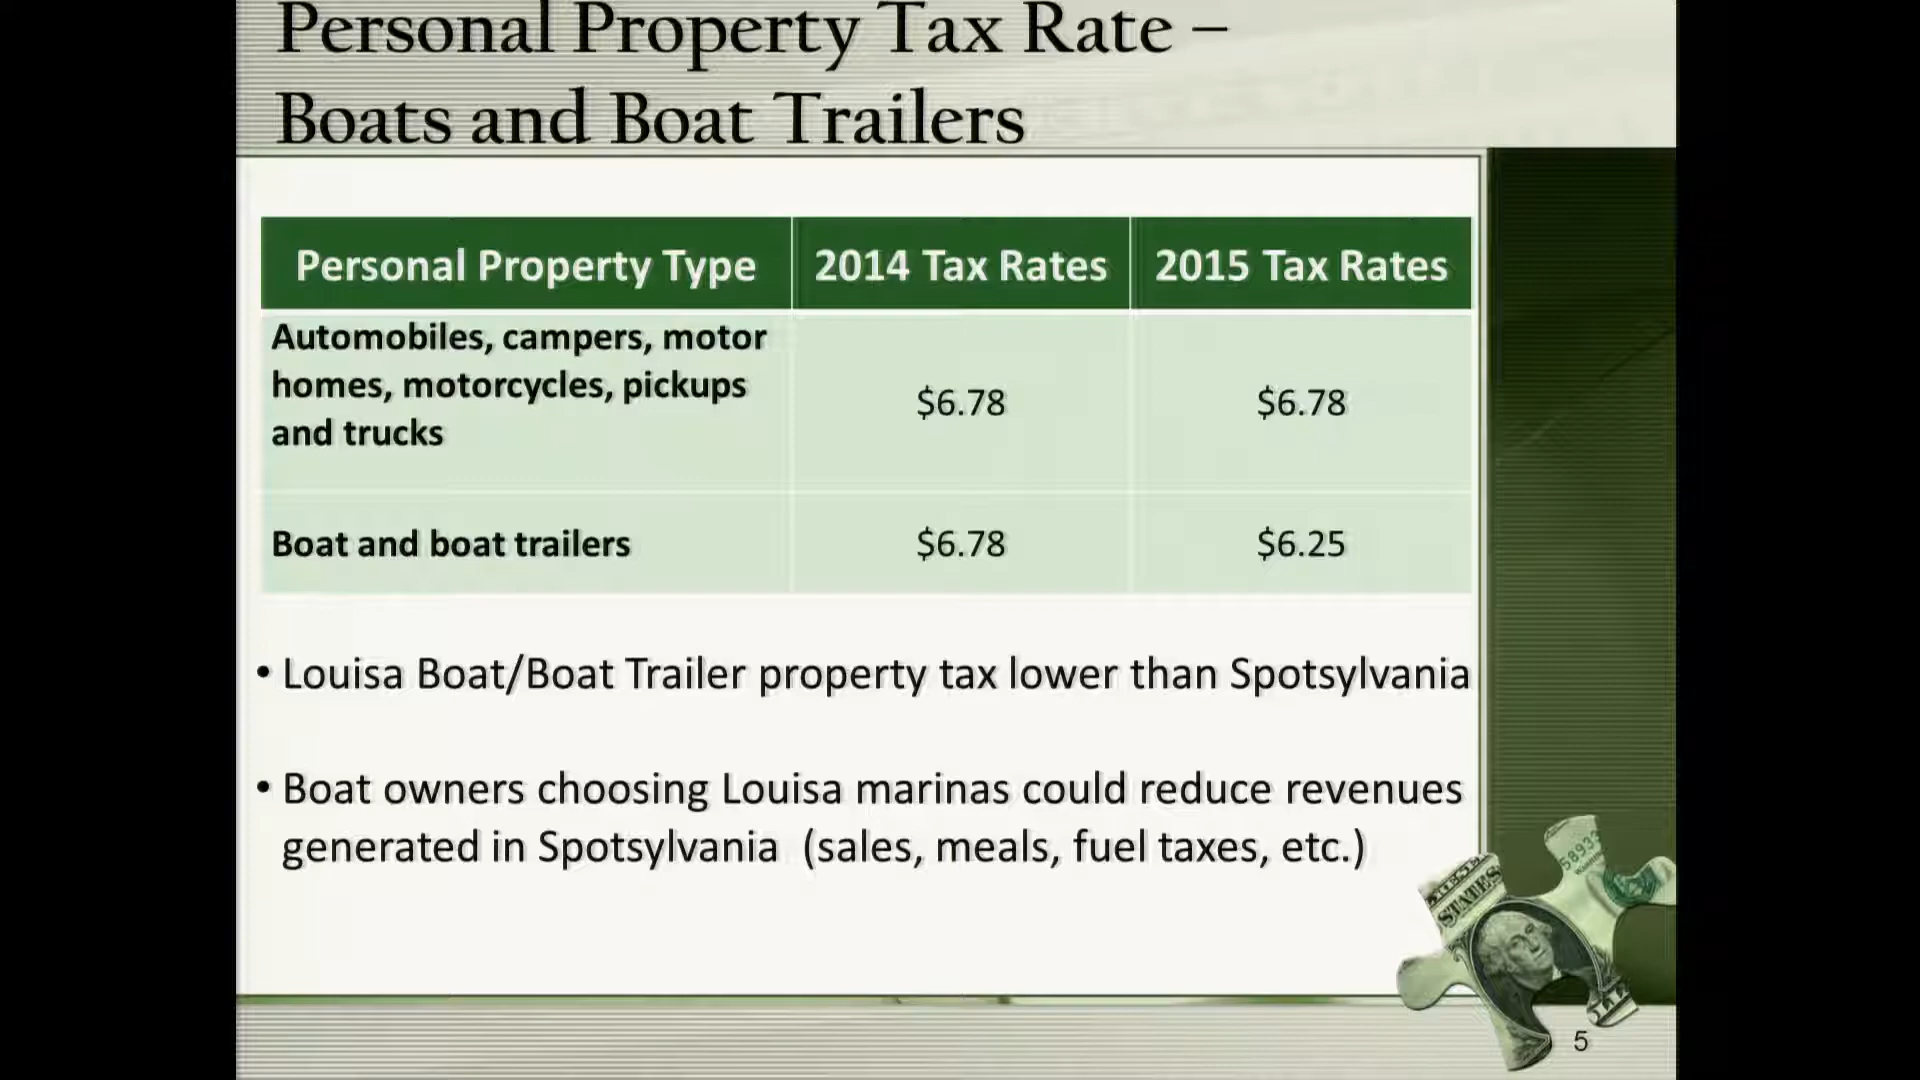 Personal Property Tax Rate –
Boats and Boat Trailers
Personal Property Type 2014 Tax Rates 2015 Tax Rates
Automobiles, campers, motor
homes, motorcycles, pickups
and trucks
$6.78 $6.78
Boat and boat trailers $6.78 $6.25
• Louisa Boat/Boat Trailer property tax lower than Spotsylvania
• Boat owners choosing Louisa marinas could reduce revenues
generated in Spotsylvania (sales, meals, fuel taxes, etc.)
STATES
5